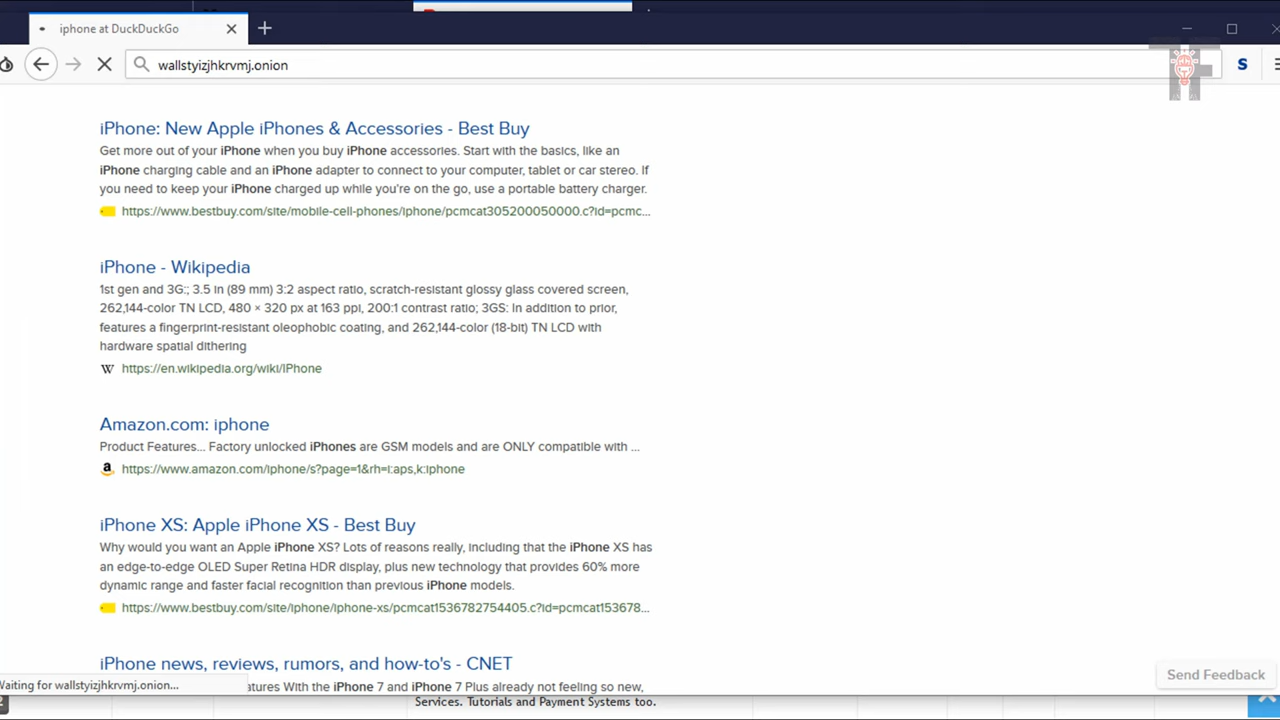 iphone at DuckDuckGo
wallstyizjhkrvmj.onion
S
TF
iPhone: New Apple iPhones & Accessories - Best Buy
Get more out of your iPhone when you buy iPhone accessories. Start with the basics, like an
iPhone charging cable and an iPhone adapter to connect to your computer, tablet or car stereo. If
you need to keep your iPhone charged up while you're on the go, use a portable battery charger.
https://www.bestbuy.com/site/mobile-cell-phones/iphone/pcmcat305200050000.c?id=pcmc...
iPhone - Wikipedia
1st gen and 3G:; 3.5 in (89 mm) 3:2 aspect ratio, scratch-resistant glossy glass covered screen,
262,144-color TN LCD, 480 × 320 px at 163 ppi, 200:1 contrast ratio; 3GS: In addition to prior,
features a fingerprint-resistant oleophobic coating, and 262,144-color (18-bit) TN LCD with
hardware spatial dithering
W https://en.wikipedia.org/wiki/IPhone
Amazon.com: iphone
Product Features... Factory unlocked iPhones are GSM models and are ONLY compatible with ...
a https://www.amazon.com/iphone/s?page=1&rh=i:aps,k:iphone
iPhone XS: Apple iPhone XS - Best Buy
Why would you want an Apple iPhone XS? Lots of reasons really, including that the iPhone XS has
an edge-to-edge OLED Super Retina HDR display, plus new technology that provides 60% more
dynamic range and faster facial recognition than previous iPhone models.
https://www.bestbuy.com/site/iphone/iphone-xs/pcmcat1536782754405.c?id=pcmcat153678...
iPhone news, reviews, rumors, and how-to's - CNET
atures With the iPhone 7 and iPhone 7 Plus already not feeling so new,
Waiting for wallstyizjhkrvmj.onion...
Send Feedback
Services. Tutorials and Payment Systems too.